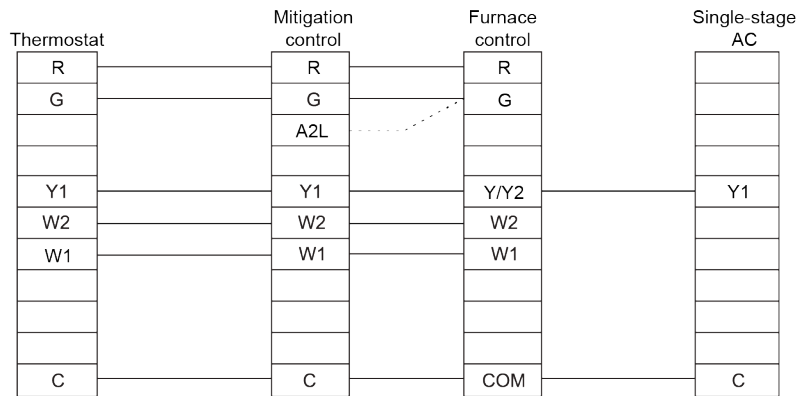 Mitigation Furnace Single-stage
Thermostat control control AC
R R R
G G G
A2L
Y1 Y1 Y/Y2 Y1
W2 W2 W2
W1 W1 W1
C C COM C